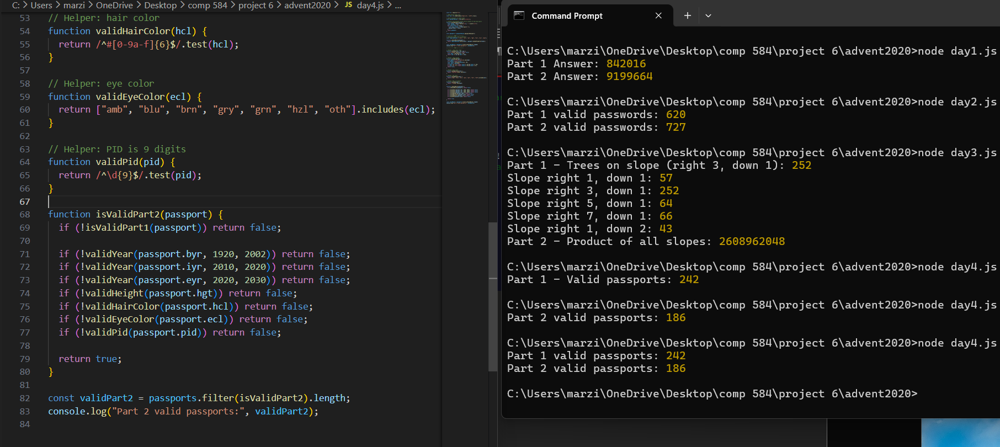 C: > Users > marzi > OneDrive > Desktop > comp 584 > project 6 > advent2020 > JS day4.js > ...
53 // Helper: hair color
54 function validHairColor(hcl) {
55 return /^#[0-9a-f]{6}$/.test(hcl);
56 }
57
58 // Helper: eye color
59 function validEyeColor(ecl) {
60 return ["amb", "blu", "brn", "gry", "grn", "hzl", "oth"].includes(ecl);
61 }
62
63 // Helper: PID is 9 digits
64 function validPid(pid) {
65 return /^\d{9}$/.test(pid);
66 }
67
68 function isValidPart2(passport) {
69 if (!isValidPart1(passport)) return false;
70
71 if (!validYear(passport.byr, 1920, 2002)) return false;
72 if (!validYear(passport.iyr, 2010, 2020)) return false;
73 if (!validYear(passport.eyr, 2020, 2030)) return false;
74 if (!validHeight(passport.hgt)) return false;
75 if (!validHairColor(passport.hcl)) return false;
76 if (!validEyeColor(passport.ecl)) return false;
77 if (!validPid(passport.pid)) return false;
78
79 return true;
80 }
81
82 const validPart2 = passports.filter(isValidPart2).length;
83 console.log("Part 2 valid passports:", validPart2);
84
Command Prompt
C:\Users\marzi\OneDrive\Desktop\comp 584\project 6\advent2020>node day1.js
Part 1 Answer: 842016
Part 2 Answer: 9199664
C:\Users\marzi\OneDrive\Desktop\comp 584\project 6\advent2020>node day2.js
Part 1 valid passwords: 620
Part 2 valid passwords: 727
C:\Users\marzi\OneDrive\Desktop\comp 584\project 6\advent2020>node day3.js
Part 1 - Trees on slope (right 3, down 1): 252
Slope right 1, down 1: 57
Slope right 3, down 1: 252
Slope right 5, down 1: 64
Slope right 7, down 1: 66
Slope right 1, down 2: 43
Part 2 - Product of all slopes: 2608962048
C:\Users\marzi\OneDrive\Desktop\comp 584\project 6\advent2020>node day4.js
Part 1 - Valid passports: 242
C:\Users\marzi\OneDrive\Desktop\comp 584\project 6\advent2020>node day4.js
Part 2 valid passports: 186
C:\Users\marzi\OneDrive\Desktop\comp 584\project 6\advent2020>node day4.js
Part 1 valid passports: 242
Part 2 valid passports: 186
C:\Users\marzi\OneDrive\Desktop\comp 584\project 6\advent2020>